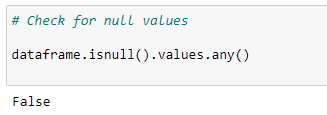 # Check for null values
dataframe.isnull().values.any()
False